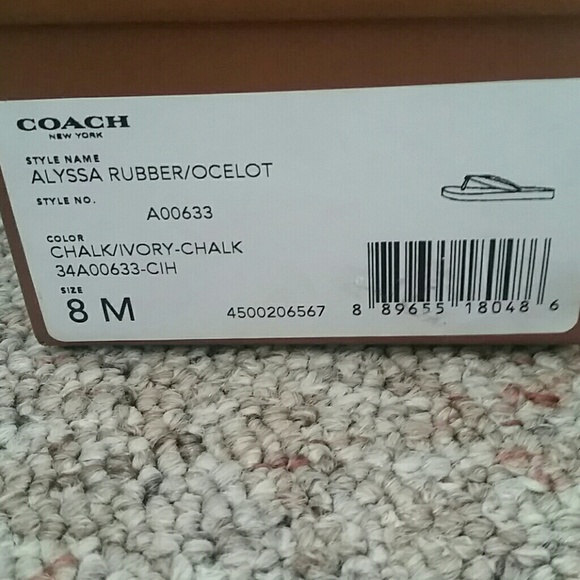 COACH
NEW YORK
STYLE NAME
ALYSSA RUBBER/OCELOT
STYLE NO.
A00633
COLOR
CHALK/IVORY-CHALK
34A00633-CIH
SIZE
8 M
4500206567
8 89655 18048 6